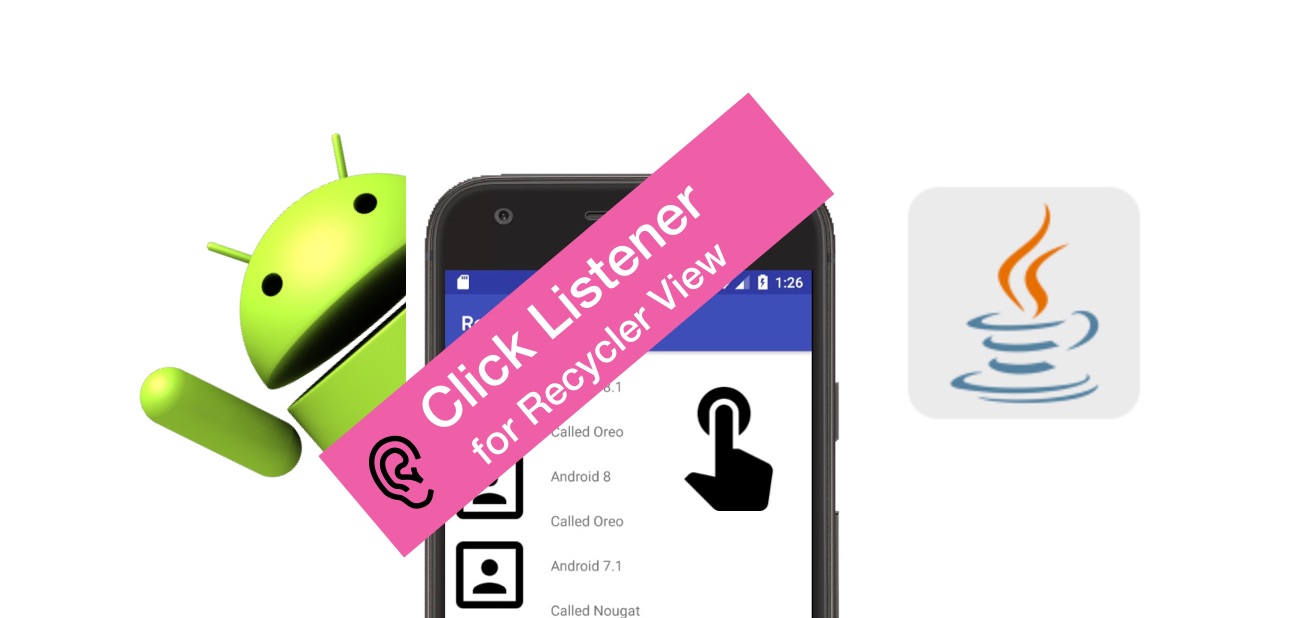 Click Listener
for Recycler View
1:26
Called Oreo
Android 8
Called Oreo
Android 7.1
Called Nougat